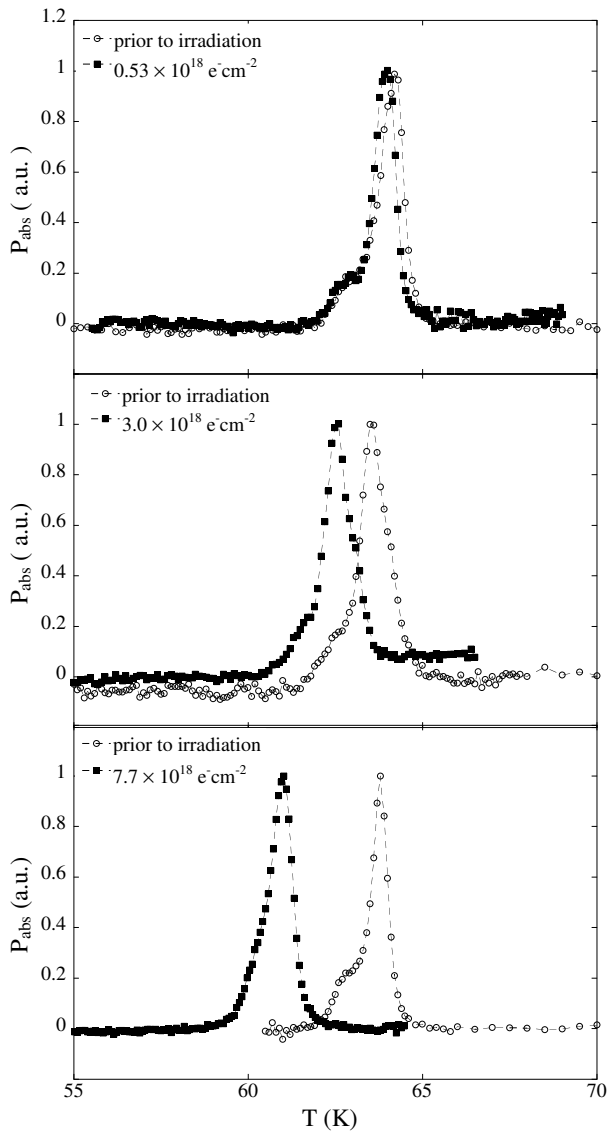 1.2
prior to irradiation
0.53 × 10^18 e-cm^-2
1
0.8
0.6
0.4
0.2
0
P_abs ( a.u. )
prior to irradiation
3.0 × 10^18 e-cm^-2
1
0.8
0.6
0.4
0.2
0
P_abs ( a.u. )
prior to irradiation
7.7 × 10^18 e-cm^-2
1
0.8
0.6
0.4
0.2
0
P_abs (a.u.)
55 60 65 70
T (K)